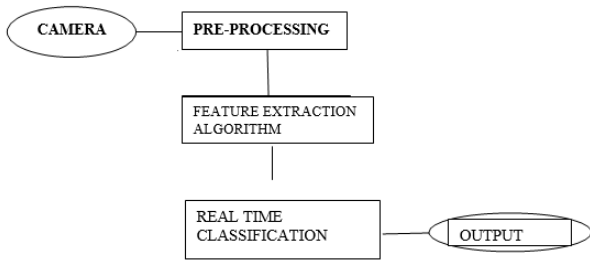 CAMERA
PRE-PROCESSING
FEATURE EXTRACTION
ALGORITHM
REAL TIME
CLASSIFICATION
OUTPUT